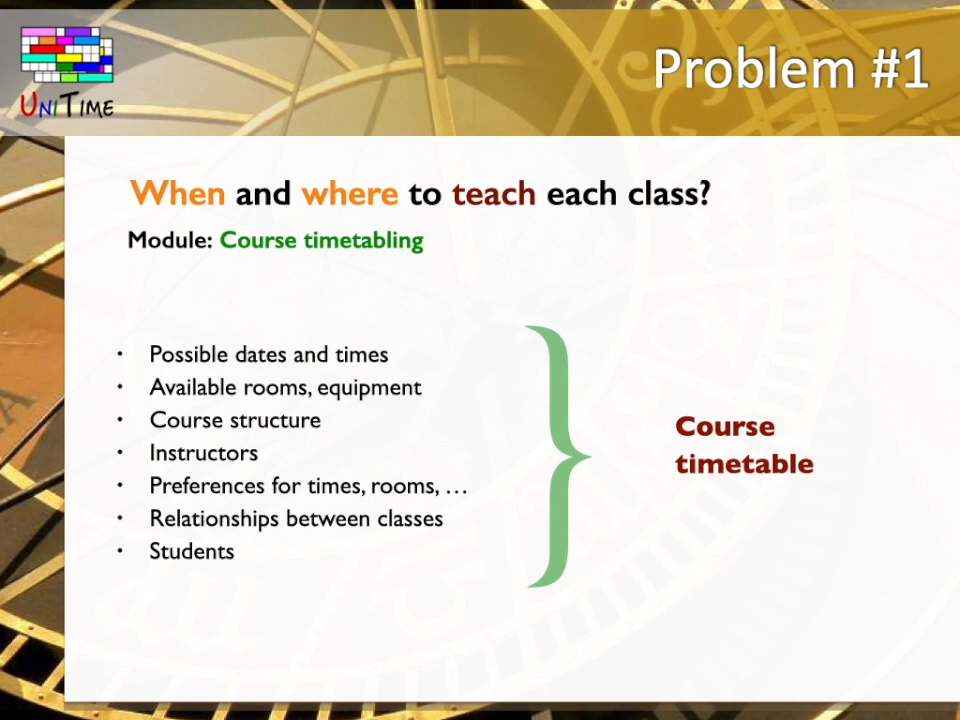 UniTime
Problem #1
When and where to teach each class?
Module: Course timetabling
• Possible dates and times
• Available rooms, equipment
• Course structure
• Instructors
• Preferences for times, rooms, …
• Relationships between classes
• Students
Course
timetable